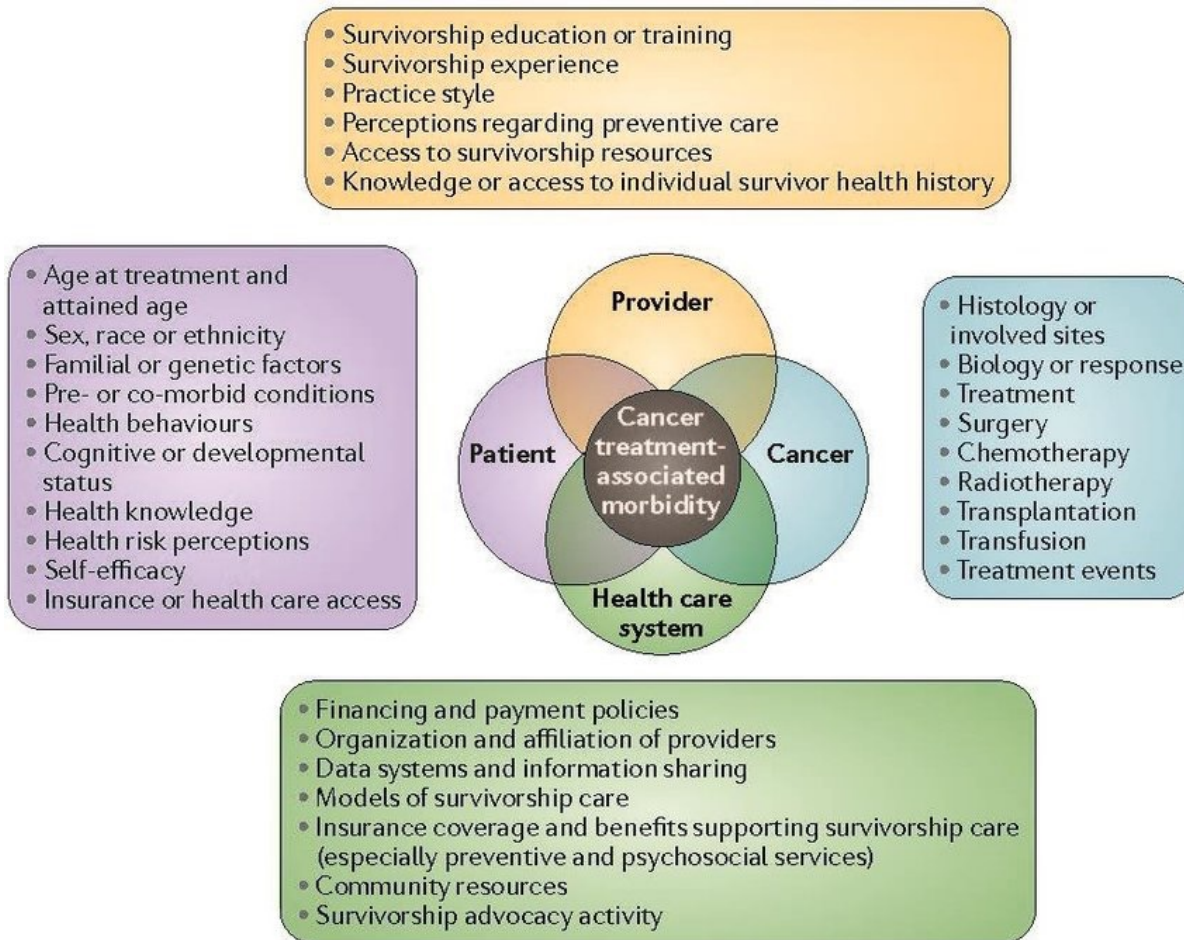 • Survivorship education or training
• Survivorship experience
• Practice style
• Perceptions regarding preventive care
• Access to survivorship resources
• Knowledge or access to individual survivor health history
• Age at treatment and
attained age
• Sex, race or ethnicity
• Familial or genetic factors
• Pre- or co-morbid conditions
• Health behaviours
• Cognitive or developmental
status
• Health knowledge
• Health risk perceptions
• Self-efficacy
• Insurance or health care access
Provider
Patient
Cancer
treatment-
associated
morbidity
Cancer
Health care
system
• Histology or
involved sites
• Biology or response
• Treatment
• Surgery
• Chemotherapy
• Radiotherapy
• Transplantation
• Transfusion
• Treatment events
• Financing and payment policies
• Organization and affiliation of providers
• Data systems and information sharing
• Models of survivorship care
• Insurance coverage and benefits supporting survivorship care
(especially preventive and psychosocial services)
• Community resources
• Survivorship advocacy activity